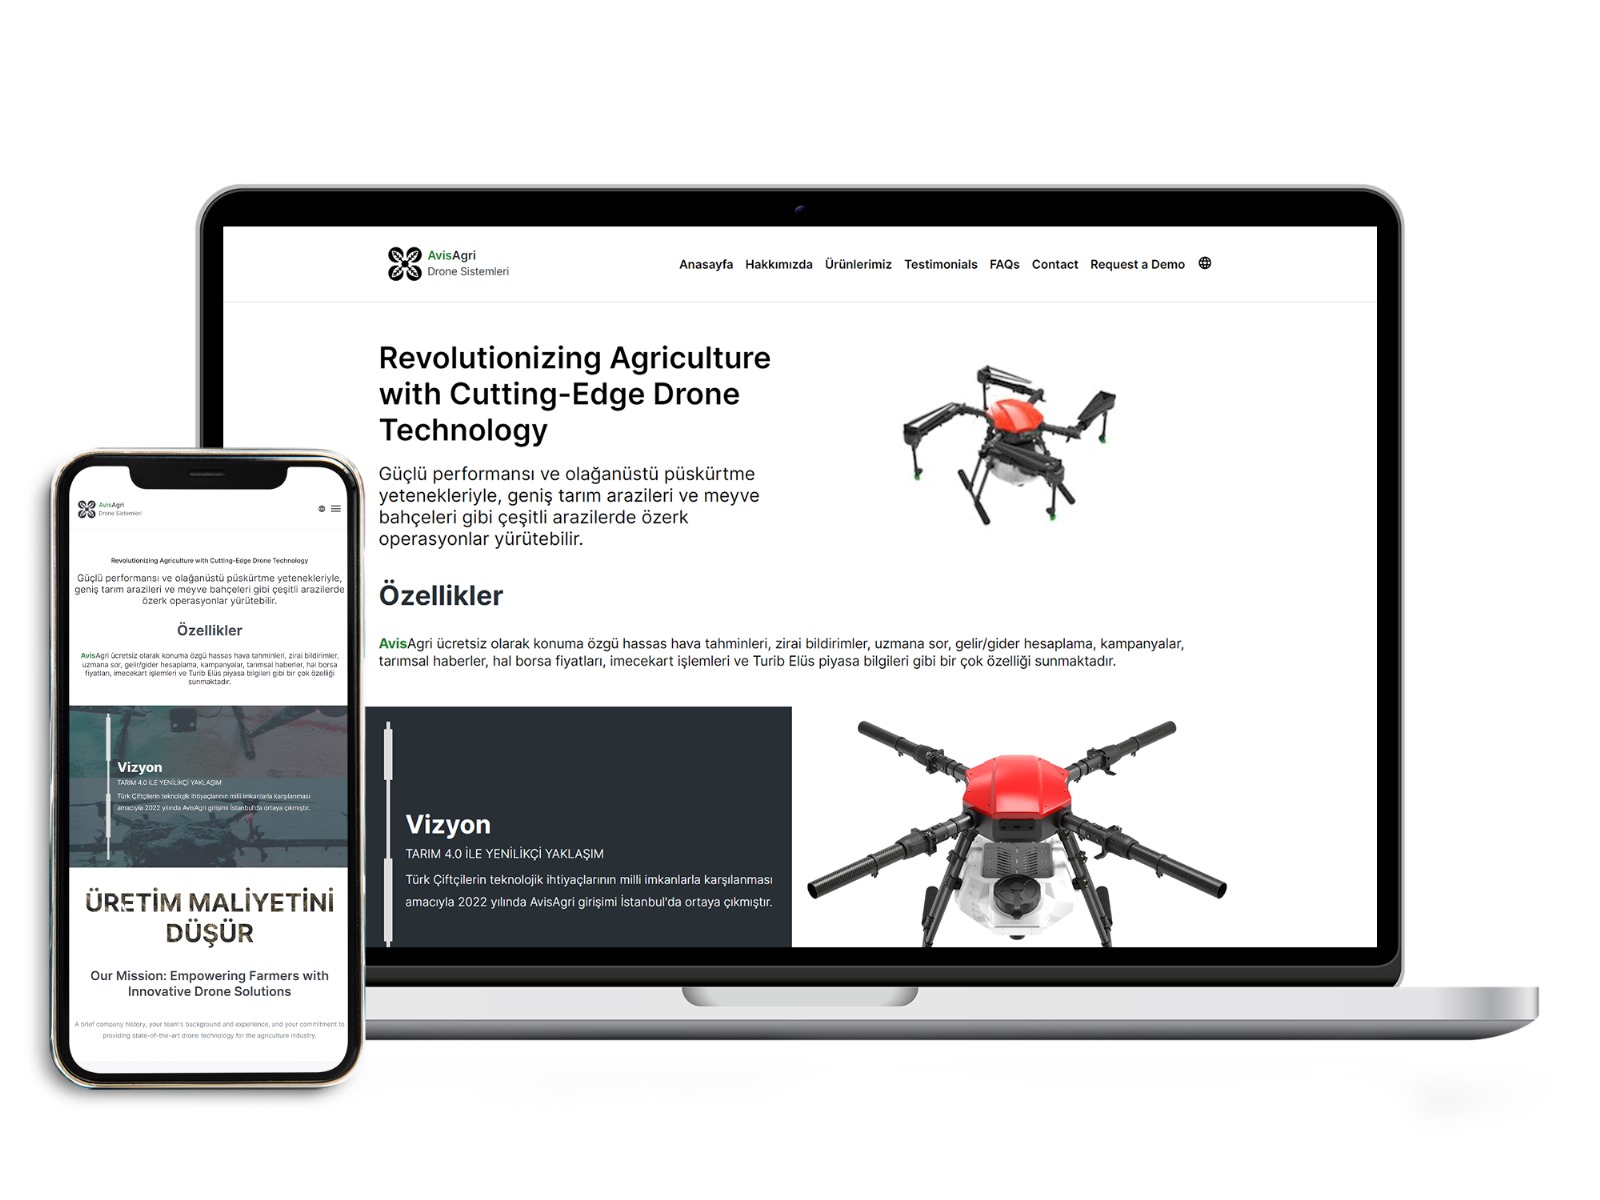 AvisAgri
Drone Sistemleri
Anasayfa Hakkımızda Ürünlerimiz Testimonials FAQs Contact Request a Demo
Revolutionizing Agriculture
with Cutting-Edge Drone
Technology
Güçlü performansı ve olağanüstü püskürtme
yetenekleriyle, geniş tarım arazileri ve meyve
bahçeleri gibi çeşitli arazilerde özerk
operasyonlar yürütebilir.
Özellikler
AvisAgri ücretsiz olarak konuma özgü hassas hava tahminleri, zirai bildirimler, uzmana sor, gelir/gider hesaplama, kampanyalar,
tarımsal haberler, hal borsa fiyatları, imecekart işlemleri ve Turib Elüs piyasa bilgileri gibi bir çok özelliği sunmaktadır.
Vizyon
TARIM 4.0 İLE YENİLİKÇİ YAKLAŞIM
Türk Çiftçilerin teknolojik ihtiyaçlarının milli imkanlarla karşılanması
amacıyla 2022 yılında AvisAgri girişimi İstanbul'da ortaya çıkmıştır.
AvisAgri
Drone Sistemleri
Revolutionizing Agriculture with Cutting-Edge Drone Technology
Güçlü performansı ve olağanüstü püskürtme yetenekleriyle,
geniş tarım arazileri ve meyve bahçeleri gibi çeşitli arazilerde
özerk operasyonlar yürütebilir.
Özellikler
AvisAgri ücretsiz olarak konuma özgü hassas hava tahminleri, zirai bildirimler,
uzmana sor, gelir/gider hesaplama, kampanyalar, tarımsal haberler, hal borsa
fiyatları, imecekart işlemleri ve Turib Elüs piyasa bilgileri gibi bir çok özelliği
sunmaktadır.
Vizyon
TARIM 4.0 İLE YENİLİKÇİ YAKLAŞIM
Türk Çiftçilerin teknolojik ihtiyaçlarının milli imkanlarla karşılanması
amacıyla 2022 yılında AvisAgri girişimi İstanbul'da ortaya çıkmıştır.
ÜRETİM MALİYETİNİ
DÜŞÜR
Our Mission: Empowering Farmers with
Innovative Drone Solutions
A brief company history, your team's background and experience, and your commitment to
providing state-of-the-art drone technology for the agriculture industry.